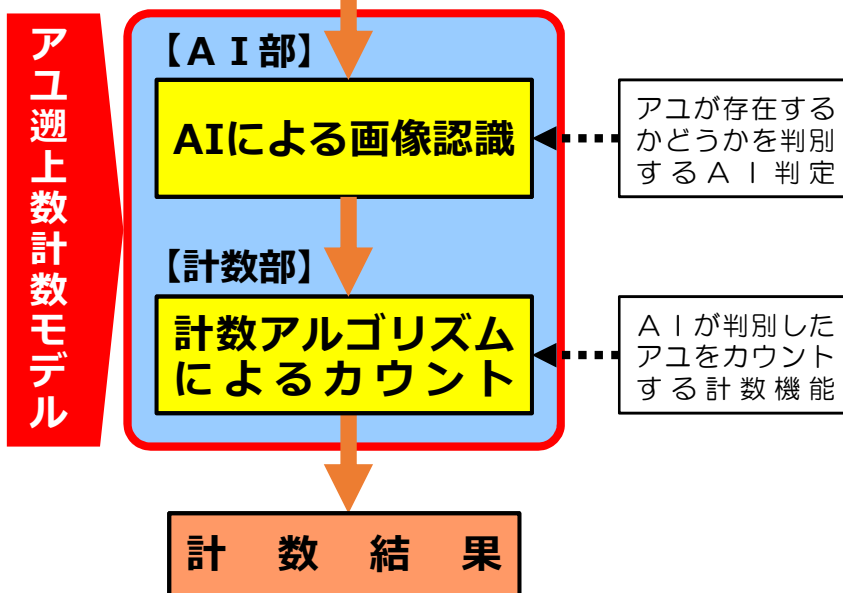 アユ遡上数計数モデル
【ＡＩ部】
AIによる画像認識
アユが存在する
かどうかを判別
するＡＩ判定
【計数部】
計数アルゴリズム
によるカウント
ＡＩが判別した
アユをカウント
する計数機能
計数結果